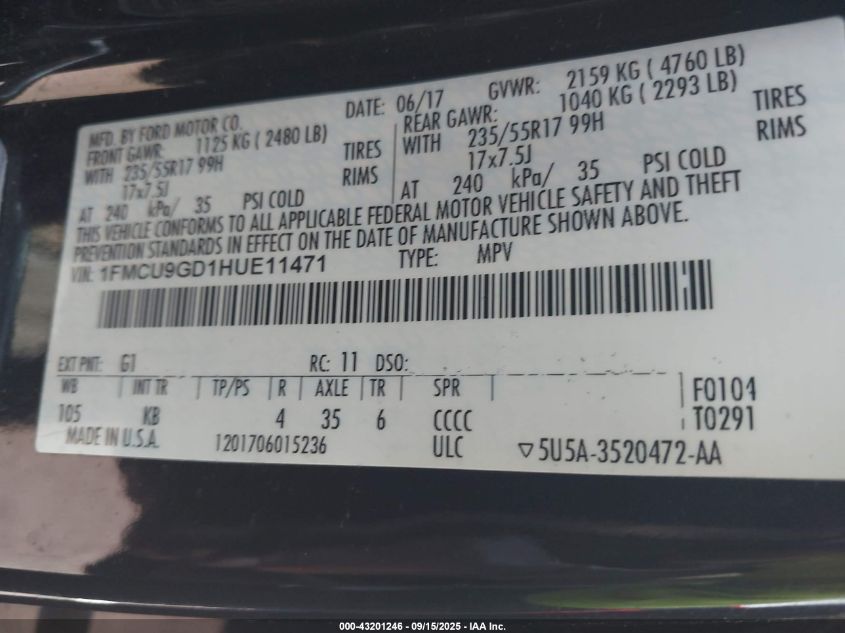 MFD. BY FORD MOTOR CO.
DATE: 06/17 GVWR: 2159 KG ( 4760 LB)
FRONT GAWR: 1125 KG ( 2480 LB)
WITH 235/55R17 99H TIRES
17x7.5J RIMS
AT 240 kPa/ 35 PSI COLD
REAR GAWR: 1040 KG ( 2293 LB)
WITH 235/55R17 99H TIRES
17x7.5J RIMS
AT 240 kPa/ 35 PSI COLD
THIS VEHICLE CONFORMS TO ALL APPLICABLE FEDERAL MOTOR VEHICLE SAFETY AND THEFT
PREVENTION STANDARDS IN EFFECT ON THE DATE OF MANUFACTURE SHOWN ABOVE.
VIN: 1FMCU9GD1HUE11471 TYPE: MPV
EXT PNT: G1 RC: 11 DSO:
WB INT TR TP/PS R AXLE TR SPR F0104
105 KB 4 35 6 CCCC T0291
MADE IN U.S.A. 1201706015236 ULC ▽5U5A-3520472-AA
000-43201246 - 09/15/2025 - IAA Inc.